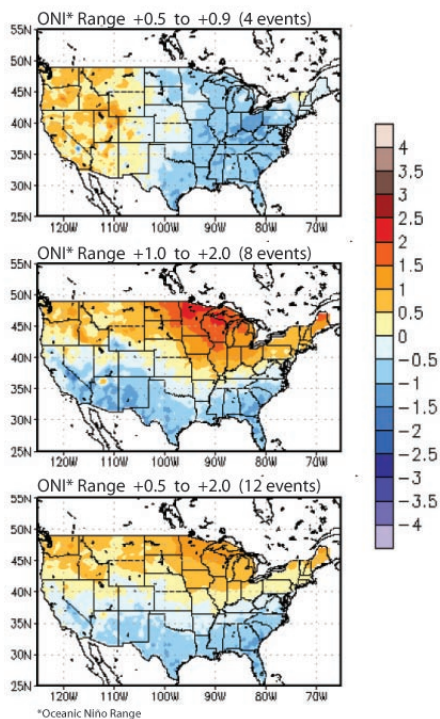 ONI* Range +0.5 to +0.9 (4 events)
55N
50N
45N
40N
35N
30N
25N
120W 110W 100W 90W 80W 70W
ONI* Range +1.0 to +2.0 (8 events)
55N
50N
45N
40N
35N
30N
25N
120W 110W 100W 90W 80W 70W
ONI* Range +0.5 to +2.0 (12 events)
55N
50N
45N
40N
35N
30N
25N
120W 110W 100W 90W 80W 70W
*Oceanic Niño Range
4
3.5
3
2.5
2
1.5
1
0.5
0
-0.5
-1
-1.5
-2
-2.5
-3
-3.5
-4